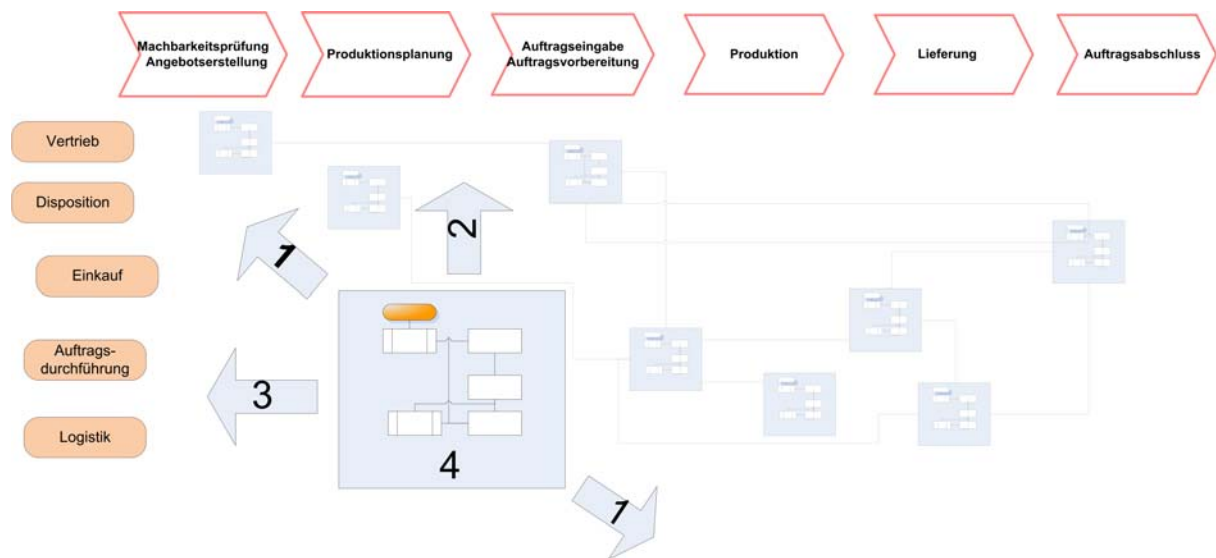 Machbarkeitsprüfung
Angebotserstellung
Produktionsplanung
Auftragseingabe
Auftragsvorbereitung
Produktion
Lieferung
Auftragsabschluss
Vertrieb
Disposition
Einkauf
Auftrags-
durchführung
Logistik
1
2
3
4
1